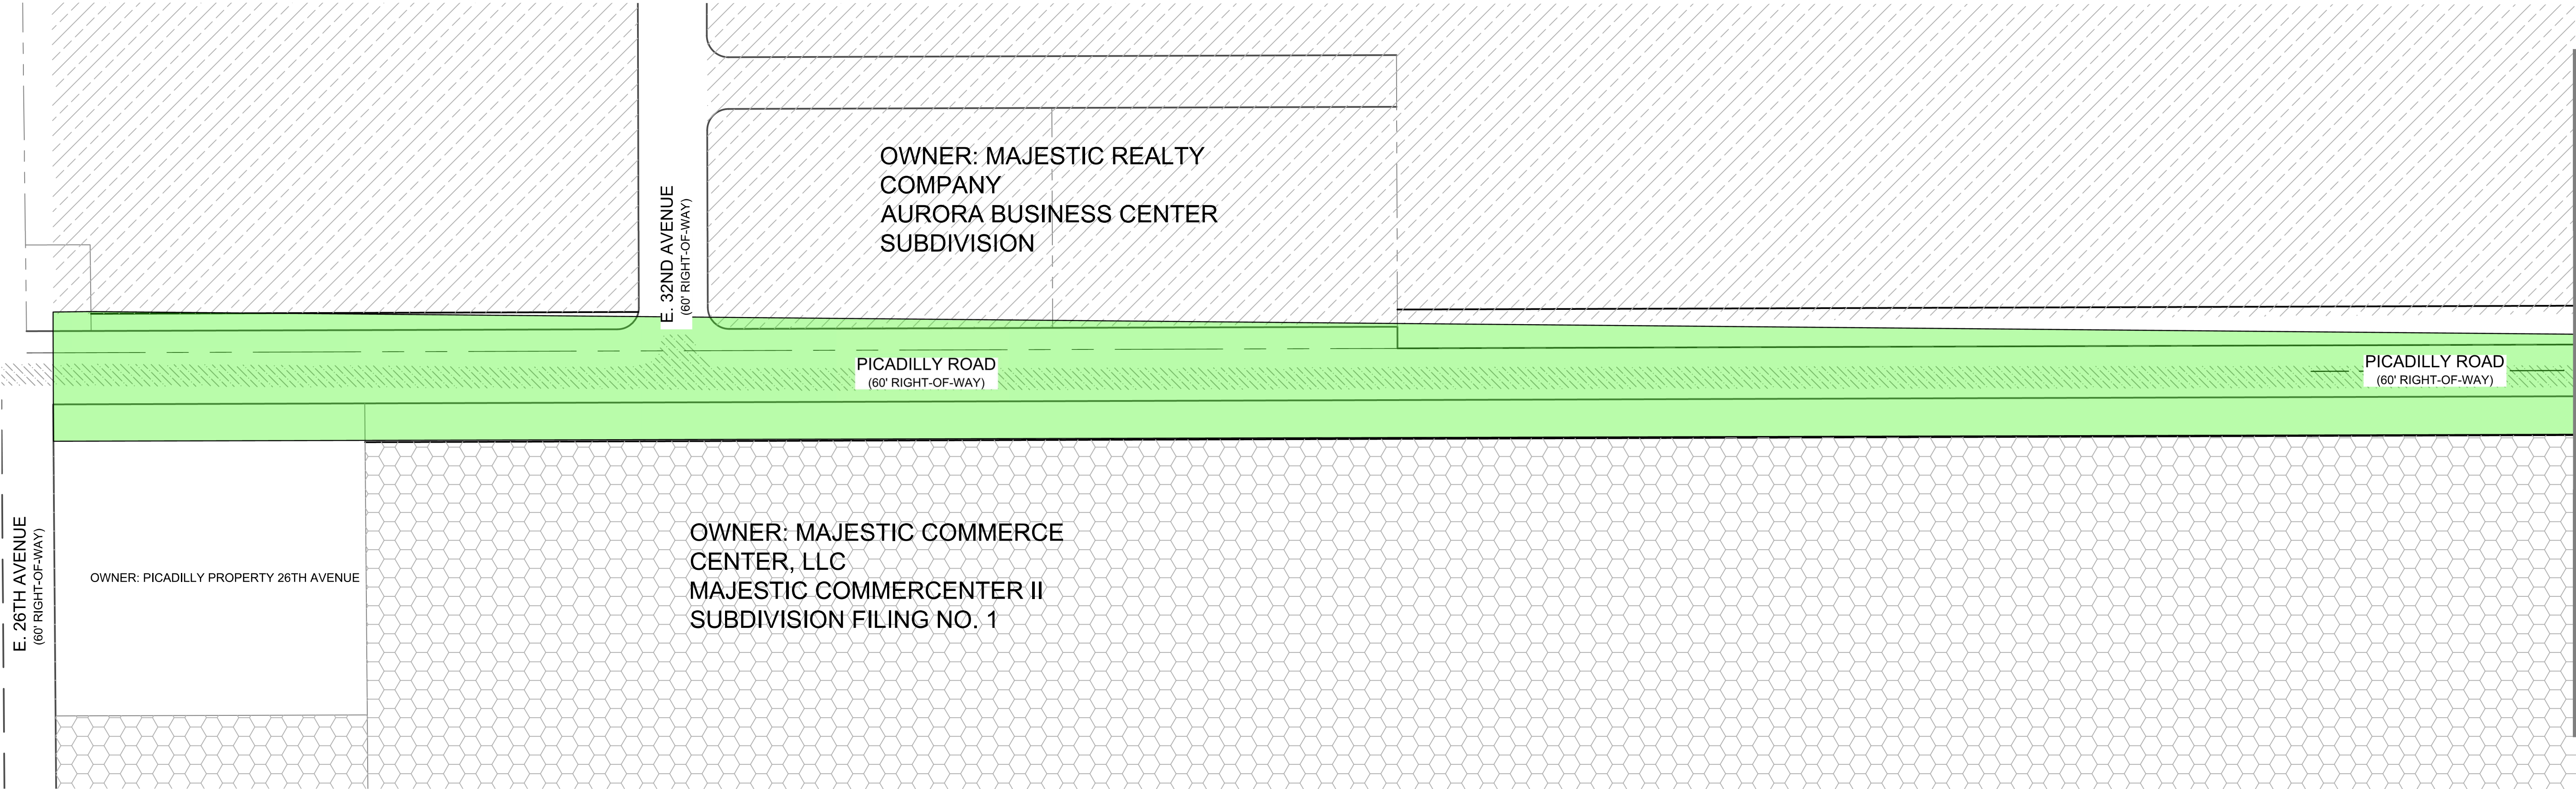 OWNER: MAJESTIC REALTY
COMPANY
AURORA BUSINESS CENTER
SUBDIVISION
E. 32ND AVENUE
(60' RIGHT-OF-WAY)
PICADILLY ROAD
(60' RIGHT-OF-WAY)
PICADILLY ROAD
(60' RIGHT-OF-WAY)
E. 26TH AVENUE
(60' RIGHT-OF-WAY)
OWNER: PICADILLY PROPERTY 26TH AVENUE
OWNER: MAJESTIC COMMERCE
CENTER, LLC
MAJESTIC COMMERCENTER II
SUBDIVISION FILING NO. 1